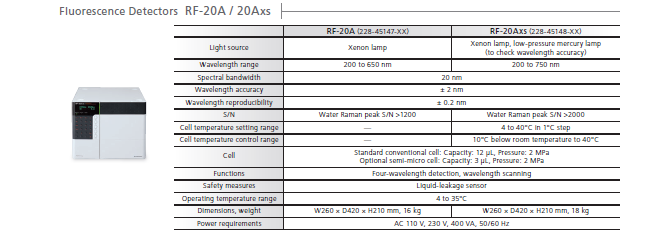 Fluorescence Detectors RF-20A / 20Axs
RF-20A (228-45147-XX) RF-20Axs (228-45148-XX)
Light source Xenon lamp Xenon lamp, low-pressure mercury lamp
(to check wavelength accuracy)
Wavelength range 200 to 650 nm 200 to 750 nm
Spectral bandwidth 20 nm
Wavelength accuracy ± 2 nm
Wavelength reproducibility ± 0.2 nm
S/N Water Raman peak S/N >1200 Water Raman peak S/N >2000
Cell temperature setting range — 4 to 40°C in 1°C step
Cell temperature control range — 10°C below room temperature to 40°C
Cell Standard conventional cell: Capacity: 12 µL, Pressure: 2 MPa
Optional semi-micro cell: Capacity: 3 µL, Pressure: 2 MPa
Functions Four-wavelength detection, wavelength scanning
Safety measures Liquid-leakage sensor
Operating temperature range 4 to 35°C
Dimensions, weight W260 × D420 × H210 mm, 16 kg W260 × D420 × H210 mm, 18 kg
Power requirements AC 110 V, 230 V, 400 VA, 50/60 Hz